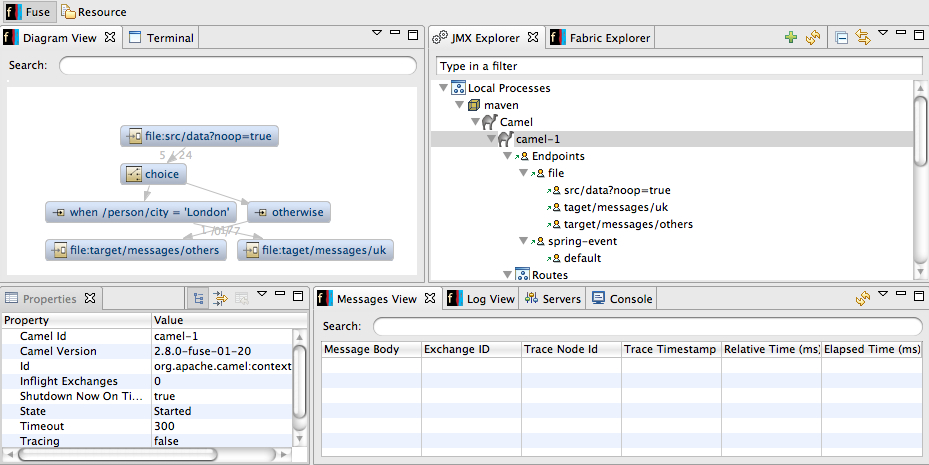 Fuse Resource
Diagram View Terminal
Search:
file:src/data?noop=true
5 / 24
choice
when /person/city = 'London' otherwise
file:target/messages/others file:taget/messages/uk
JMX Explorer Fabric Explorer
Type in a filter
Local Processes
maven
Camel
camel-1
Endpoints
file
src/data?noop=true
taget/messages/uk
target/messages/others
spring-event
default
Routes
Properties
Property Value
Camel Id camel-1
Camel Version 2.8.0-fuse-01-20
Id org.apache.camel:context
Inflight Exchanges 0
Shutdown Now On Ti... true
State Started
Timeout 300
Tracing false
Messages View Log View Servers Console
Search:
Message Body Exchange ID Trace Node Id Trace Timestamp Relative Time (ms) Elapsed Time (ms)